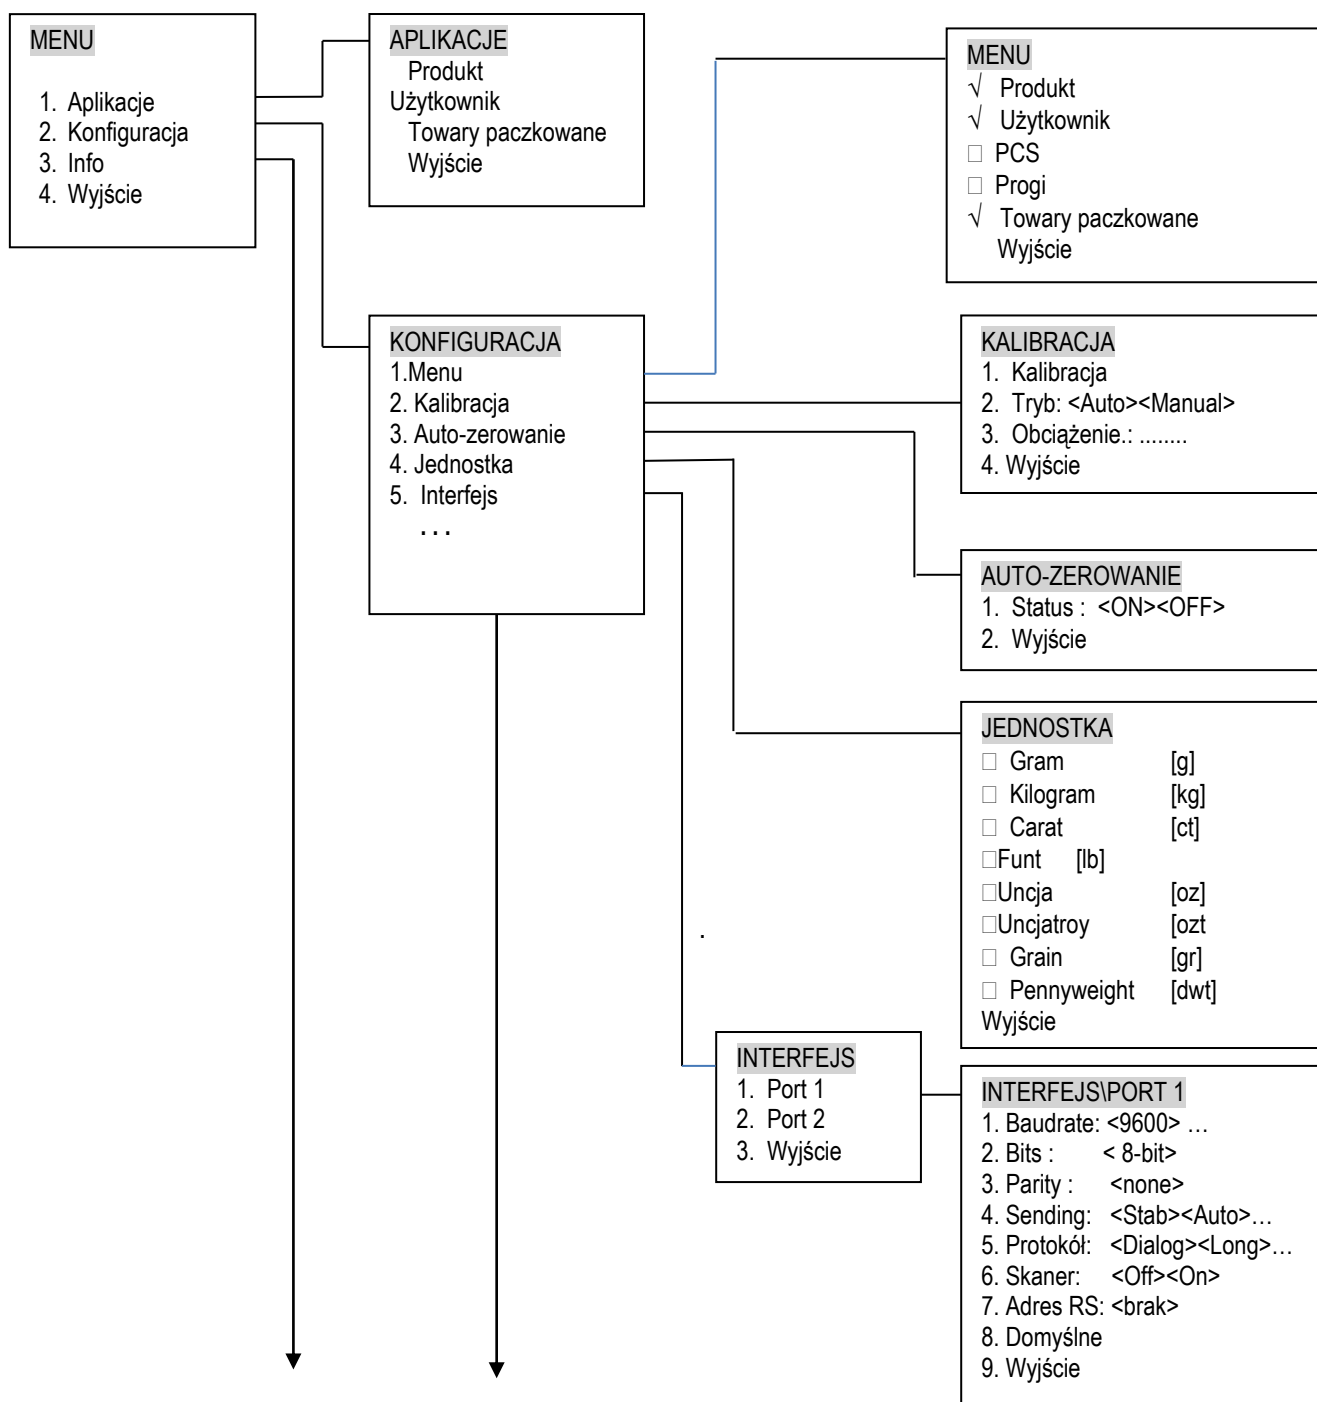 MENU
1. Aplikacje
2. Konfiguracja
3. Info
4. Wyjście
APLIKACJE
Produkt
Użytkownik
Towary paczkowane
Wyjście
MENU
√ Produkt
√ Użytkownik
□ PCS
□ Progi
√ Towary paczkowane
Wyjście
KONFIGURACJA
1.Menu
2. Kalibracja
3. Auto-zerowanie
4. Jednostka
5. Interfejs
. . .
KALIBRACJA
1. Kalibracja
2. Tryb: <Auto><Manual>
3. Obciążenie.: ........
4. Wyjście
AUTO-ZEROWANIE
1. Status : <ON><OFF>
2. Wyjście
JEDNOSTKA
□ Gram [g]
□ Kilogram [kg]
□ Carat [ct]
□Funt [lb]
□Uncja [oz]
□Uncjatroy [ozt
□ Grain [gr]
□ Pennyweight [dwt]
Wyjście
.
INTERFEJS
1. Port 1
2. Port 2
3. Wyjście
INTERFEJS\PORT 1
1. Baudrate: <9600> …
2. Bits : < 8-bit>
3. Parity : <none>
4. Sending: <Stab><Auto>…
5. Protokół: <Dialog><Long>…
6. Skaner: <Off><On>
7. Adres RS: <brak>
8. Domyślne
9. Wyjście